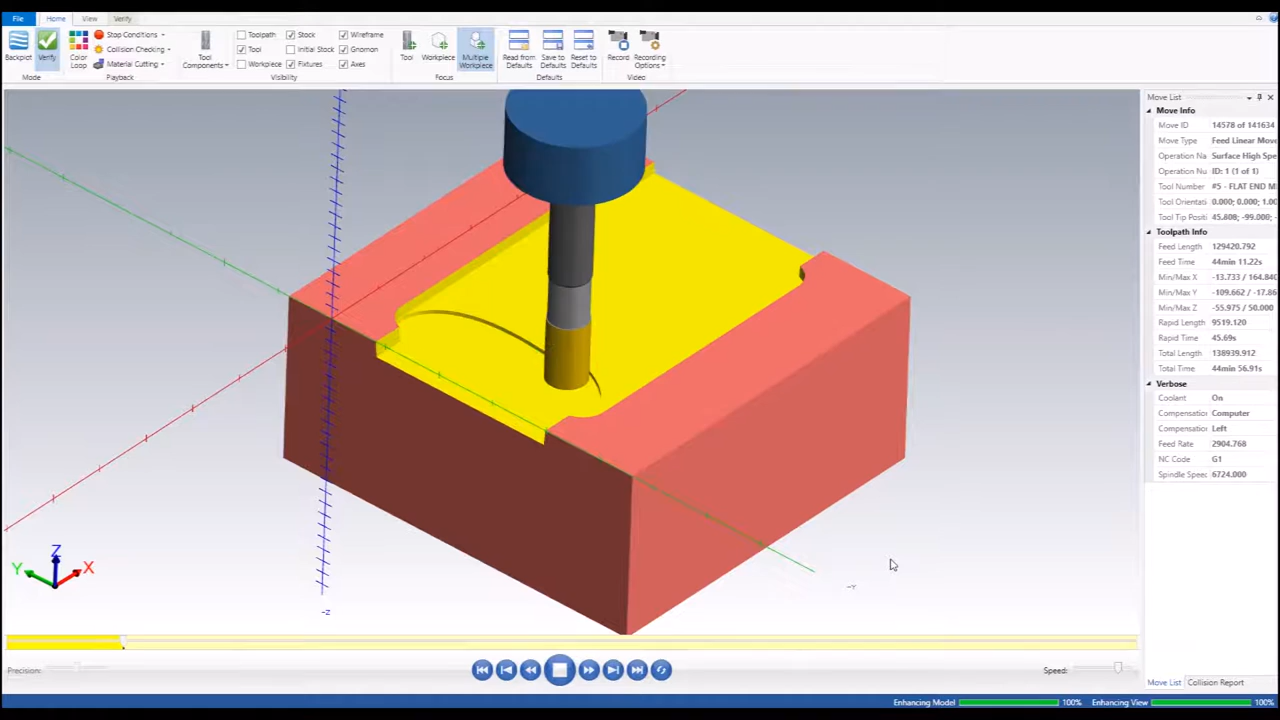 File Home View Verify
Stop Conditions Toolpath Stock Wireframe
Collision Checking Tool Initial Stock Gnomon
Material Cutting Workpiece Fixtures Axes
Backplot Verify Color Loop Tool Components Tool Workpiece Multiple Workpiece Read from Defaults Save to Defaults Reset to Defaults Record Recording Options
Mode Playback Visibility Focus Defaults Video
Move List
Move Info
Move ID 14578 of 141634
Move Type Feed Linear Move
Operation Na Surface High Spe
Operation Nu ID: 1 (1 of 1)
Tool Number #5 - FLAT END M
Tool Orientati 0.000; 0.000; 1.00
Tool Tip Positi 45.808; -99.000; -
Toolpath Info
Feed Length 129420.792
Feed Time 44min 11.22s
Min/Max X -13.733 / 164.840
Min/Max Y -109.662 / -17.86
Min/Max Z -55.975 / 50.000
Rapid Length 9519.120
Rapid Time 45.69s
Total Length 138939.912
Total Time 44min 56.91s
Verbose
Coolant On
Compensation Computer
Compensation Left
Feed Rate 2904.768
NC Code G1
Spindle Speed 6724.000
Z
Y X
-Y
-Z
Precision: Speed:
Move List Collision Report
Enhancing Model 100% Enhancing View 100%